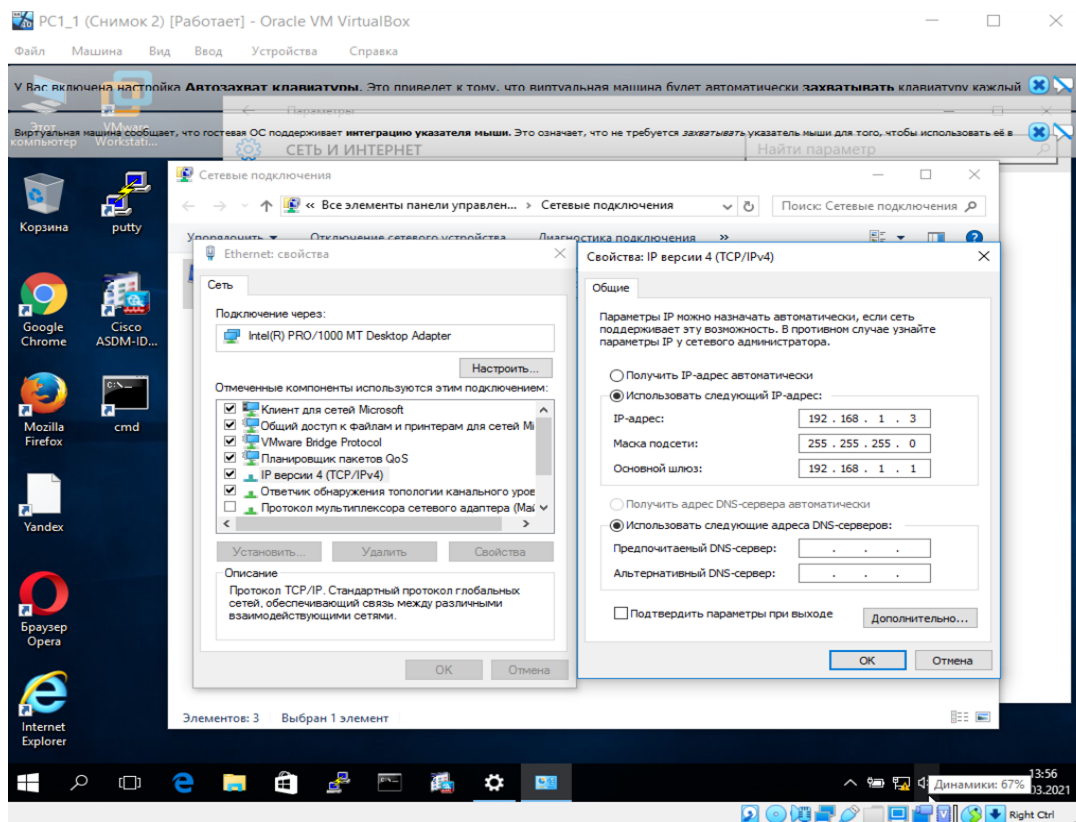 PC1_1 (Снимок 2) [Работает] - Oracle VM VirtualBox
Файл Машина Вид Ввод Устройства Справка
У Вас включена настройка Автозахват клавиатуры. Это приведет к тому, что виртуальная машина будет автоматически захватывать клавиатуру каждый
Параметры
Виртуальная машина сообщает, что гостевая ОС поддерживает интеграцию указателя мыши. Это означает, что не требуется захватывать указатель мыши для того, чтобы использовать её в
Этот компьютер
VMware Workstati...
СЕТЬ И ИНТЕРНЕТ
Найти параметр
Корзина
putty
Google Chrome
Cisco ASDM-ID...
Mozilla Firefox
cmd
Yandex
Браузер Opera
Internet Explorer
Сетевые подключения
« Все элементы панели управлен... › Сетевые подключения
Поиск: Сетевые подключения
Упорядочить Отключение сетевого устройства Диагностика подключения »
Ethernet: свойства
Сеть
Подключение через:
Intel(R) PRO/1000 MT Desktop Adapter
Настроить...
Отмеченные компоненты используются этим подключением:
Клиент для сетей Microsoft
Общий доступ к файлам и принтерам для сетей Mi
VMware Bridge Protocol
Планировщик пакетов QoS
IP версии 4 (TCP/IPv4)
Ответчик обнаружения топологии канального уров
Протокол мультиплексора сетевого адаптера (Май
Установить... Удалить Свойства
Описание
Протокол TCP/IP. Стандартный протокол глобальных
сетей, обеспечивающий связь между различными
взаимодействующими сетями.
ОК Отмена
Свойства: IP версии 4 (TCP/IPv4)
Общие
Параметры IP можно назначать автоматически, если сеть
поддерживает эту возможность. В противном случае узнайте
параметры IP у сетевого администратора.
Получить IP-адрес автоматически
Использовать следующий IP-адрес:
IP-адрес: 192 . 168 . 1 . 3
Маска подсети: 255 . 255 . 255 . 0
Основной шлюз: 192 . 168 . 1 . 1
Получить адрес DNS-сервера автоматически
Использовать следующие адреса DNS-серверов:
Предпочитаемый DNS-сервер: . . .
Альтернативный DNS-сервер: . . .
Подтвердить параметры при выходе
Дополнительно...
ОК Отмена
Элементов: 3 Выбран 1 элемент
Динамики: 67%
13:56
03.2021
Right Ctrl